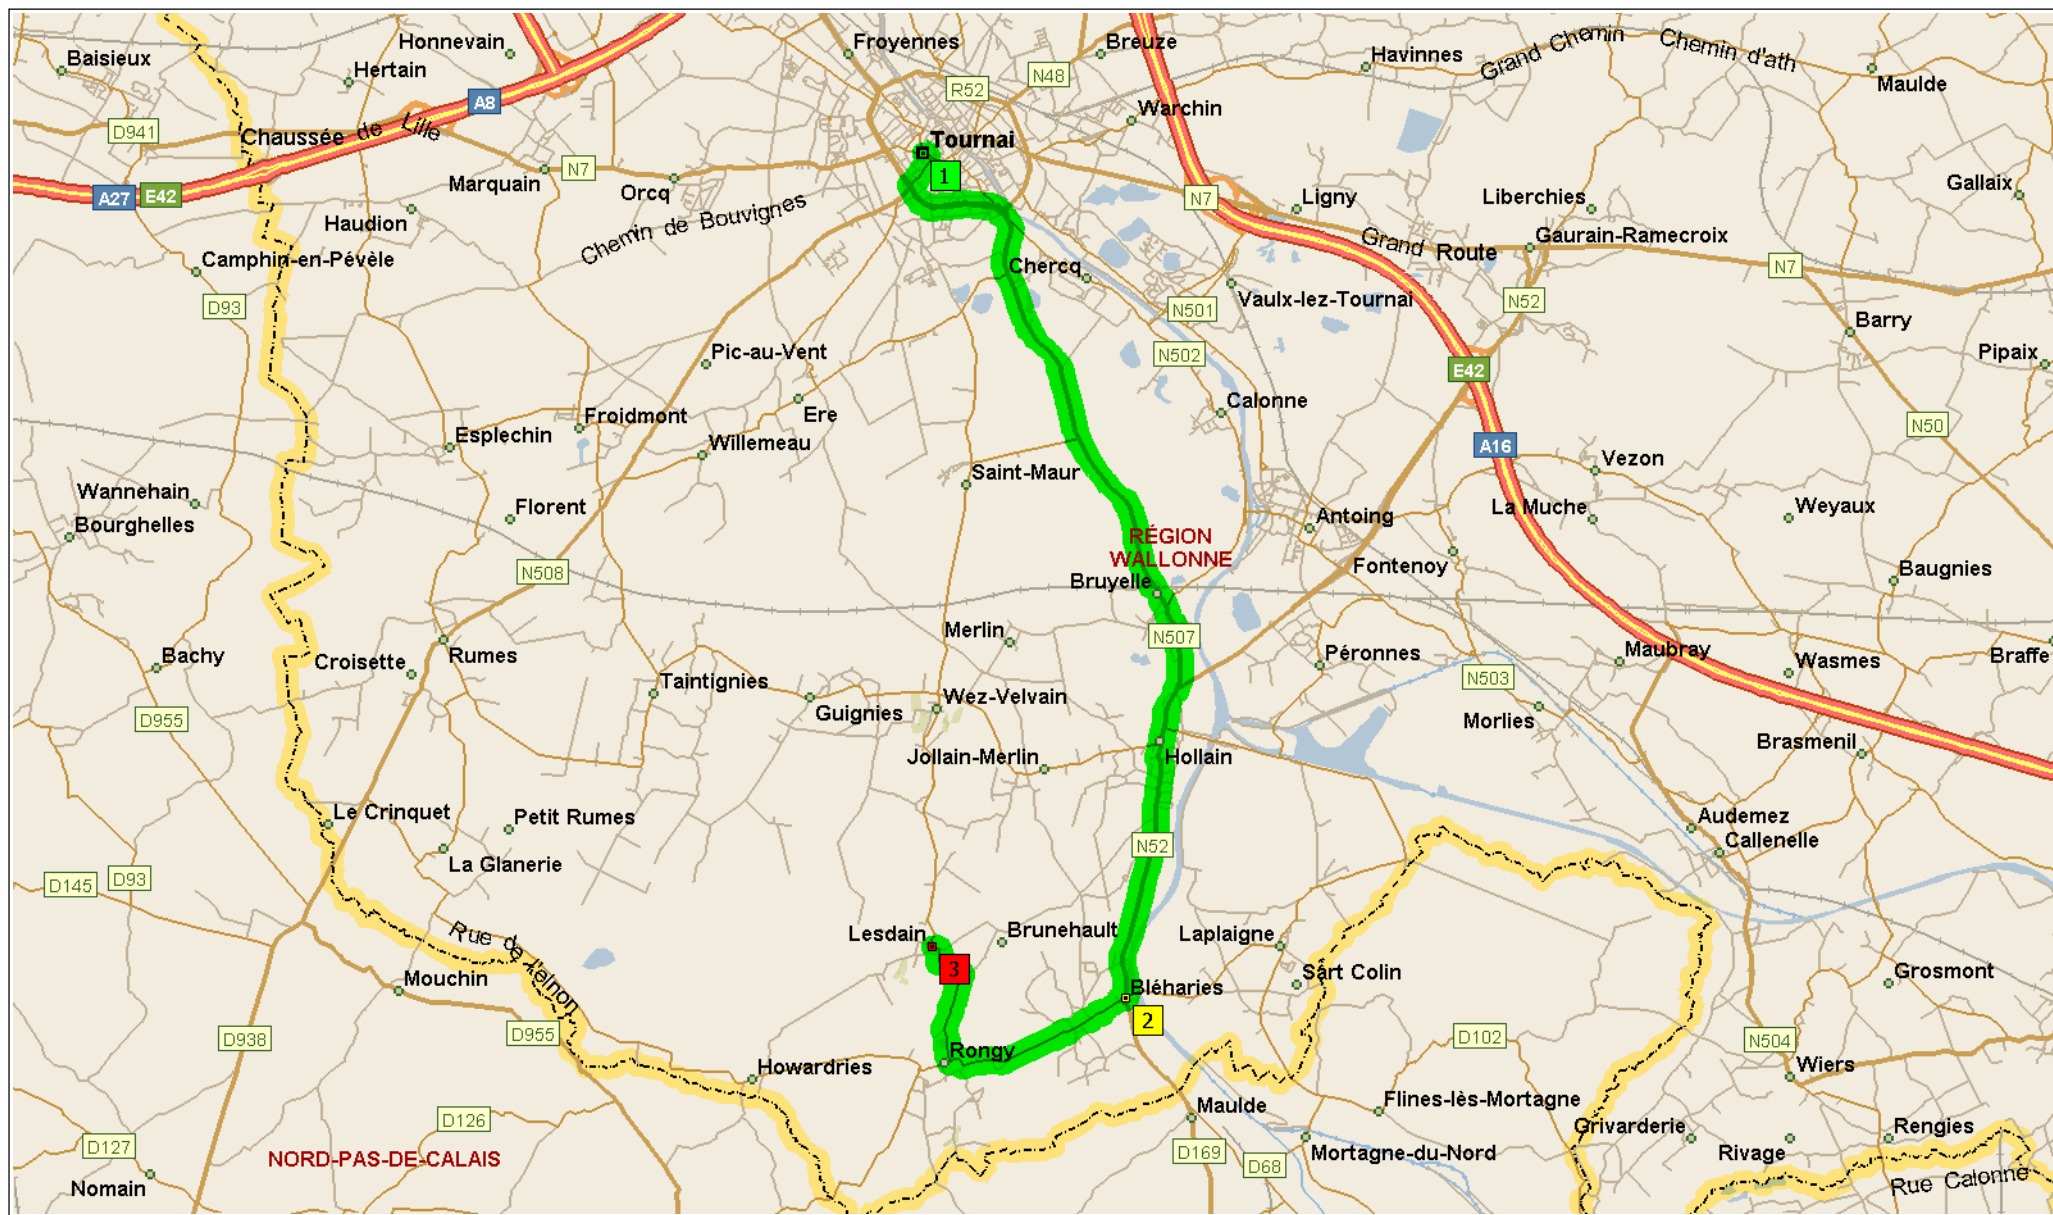 Honnevain
Froyennes
Breuze
Havinnes
Grand Chemin
Chemin d'ath
Baisieux
Hertain
N48
Maulde
R52
A8
Warchin
D941
Chaussée de Lille
Tournai
N7
Marquain
Orcq
1
A27
E42
N7
Ligny
Liberchies
Gallaix
Haudion
Chemin de Bouvignes
Grand Route
Gaurain-Ramecroix
Camphin-en-Pévèle
Chercq
N7
D93
N501
Vaulx-lez-Tournai
N52
Barry
Pic-au-Vent
N502
E42
Pipaix
Froidmont
Ere
Calonne
N50
Esplechin
Willemeau
A16
Vezon
Saint-Maur
Wannehain
Florent
Antoing
La Muche
Weyaux
Bourghelles
RÉGION
WALLONNE
N508
Bruyelle
Fontenoy
Baugnies
Merlin
N507
Bachy
Croisette
Rumes
Péronnes
Maubray
Wasmes
Braffe
Taintignies
Wez-Velvain
N503
D955
Guignies
Morlies
Jollain-Merlin
Hollain
Brasmenil
Le Crinquet
Petit Rumes
Audemez
N52
Callenelle
La Glanerie
D145
D93
Rue de l'elnon
Lesdain
Brunehault
Laplaigne
3
Sart Colin
Grosmont
Mouchin
Bléharies
2
D938
D955
D102
N504
Rongy
Howardries
Wiers
Maulde
Flines-lès-Mortagne
D126
Grivarderie
Rengies
D127
NORD-PAS-DE-CALAIS
D169
D68
Mortagne-du-Nord
Rivage
Nomain
Rue Calonne